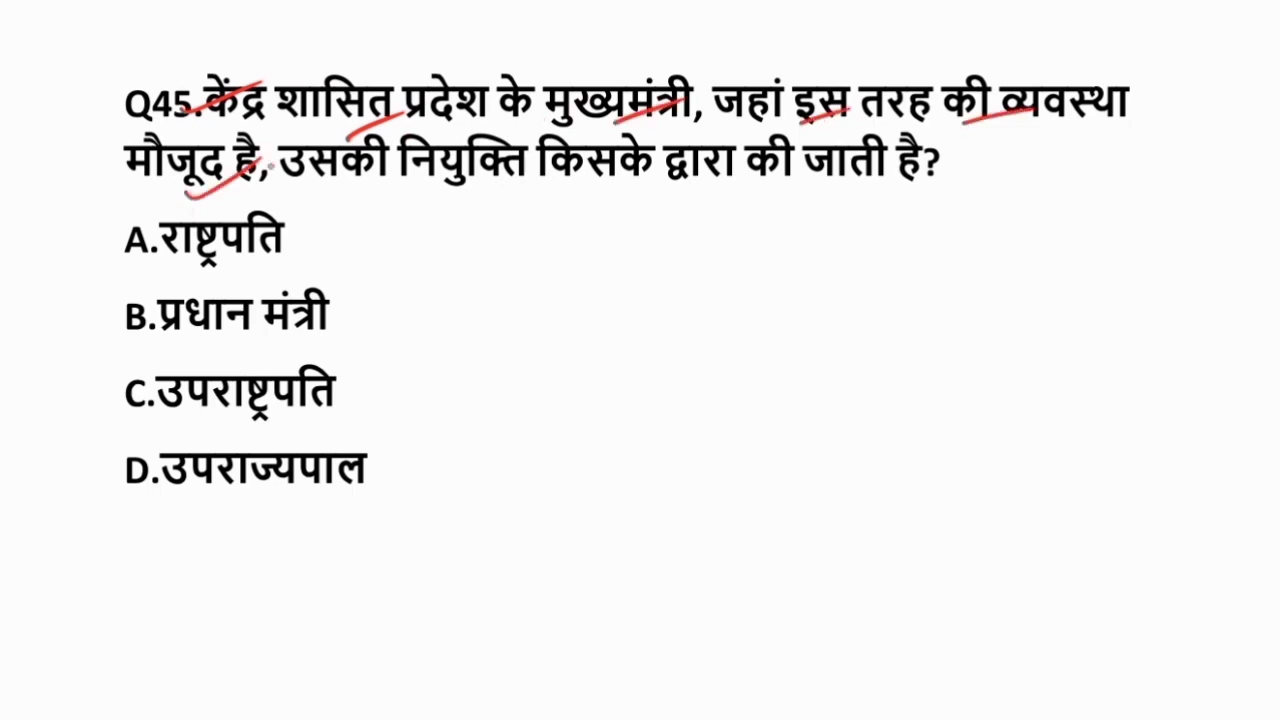 Q45.केंद्र शासित प्रदेश के मुख्यमंत्री, जहां इस तरह की व्यवस्था
मौजूद है, उसकी नियुक्ति किसके द्वारा की जाती है?
A.राष्ट्रपति
B.प्रधान मंत्री
C.उपराष्ट्रपति
D.उपराज्यपाल